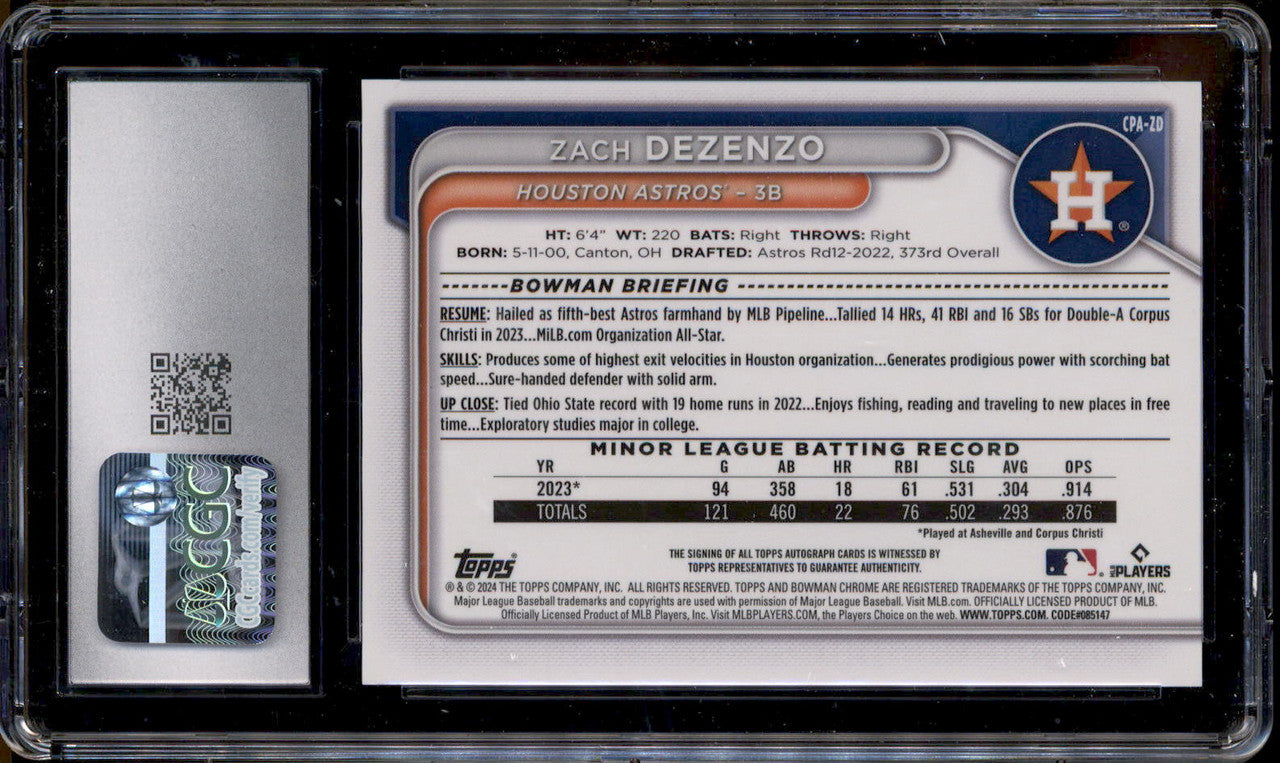 CPA-ZD
ZACH DEZENZO
HOUSTON ASTROS - 3B
H
HT: 6'4" WT: 220 BATS: Right THROWS: Right
BORN: 5-11-00, Canton, OH DRAFTED: Astros Rd12-2022, 373rd Overall
-------BOWMAN BRIEFING -------
RESUME: Hailed as fifth-best Astros farmhand by MLB Pipeline...Tallied 14 HRs, 41 RBI and 16 SBs for Double-A Corpus
Christi in 2023...MiLB.com Organization All-Star.
SKILLS: Produces some of highest exit velocities in Houston organization...Generates prodigious power with scorching bat
speed...Sure-handed defender with solid arm.
UP CLOSE: Tied Ohio State record with 19 home runs in 2022...Enjoys fishing, reading and traveling to new places in free
time...Exploratory studies major in college.
MINOR LEAGUE BATTING RECORD
YR G AB HR RBI SLG AVG OPS
2023* 94 358 18 61 .531 .304 .914
TOTALS 121 460 22 76 .502 .293 .876
*Played at Asheville and Corpus Christi
Topps®
THE SIGNING OF ALL TOPPS AUTOGRAPH CARDS IS WITNESSED BY
TOPPS REPRESENTATIVES TO GUARANTEE AUTHENTICITY.
MLB PLAYERS
® & © 2024 THE TOPPS COMPANY, INC. ALL RIGHTS RESERVED. TOPPS AND BOWMAN CHROME ARE REGISTERED TRADEMARKS OF THE TOPPS COMPANY, INC.
Major League Baseball trademarks and copyrights are used with permission of Major League Baseball. Visit MLB.com. OFFICIALLY LICENSED PRODUCT OF MLB.
Officially Licensed Product of MLB Players, Inc. Visit MLBPLAYERS.COM, the Players Choice on the web. WWW.TOPPS.COM. CODE#085147
CGC
CGCcards.com/verify